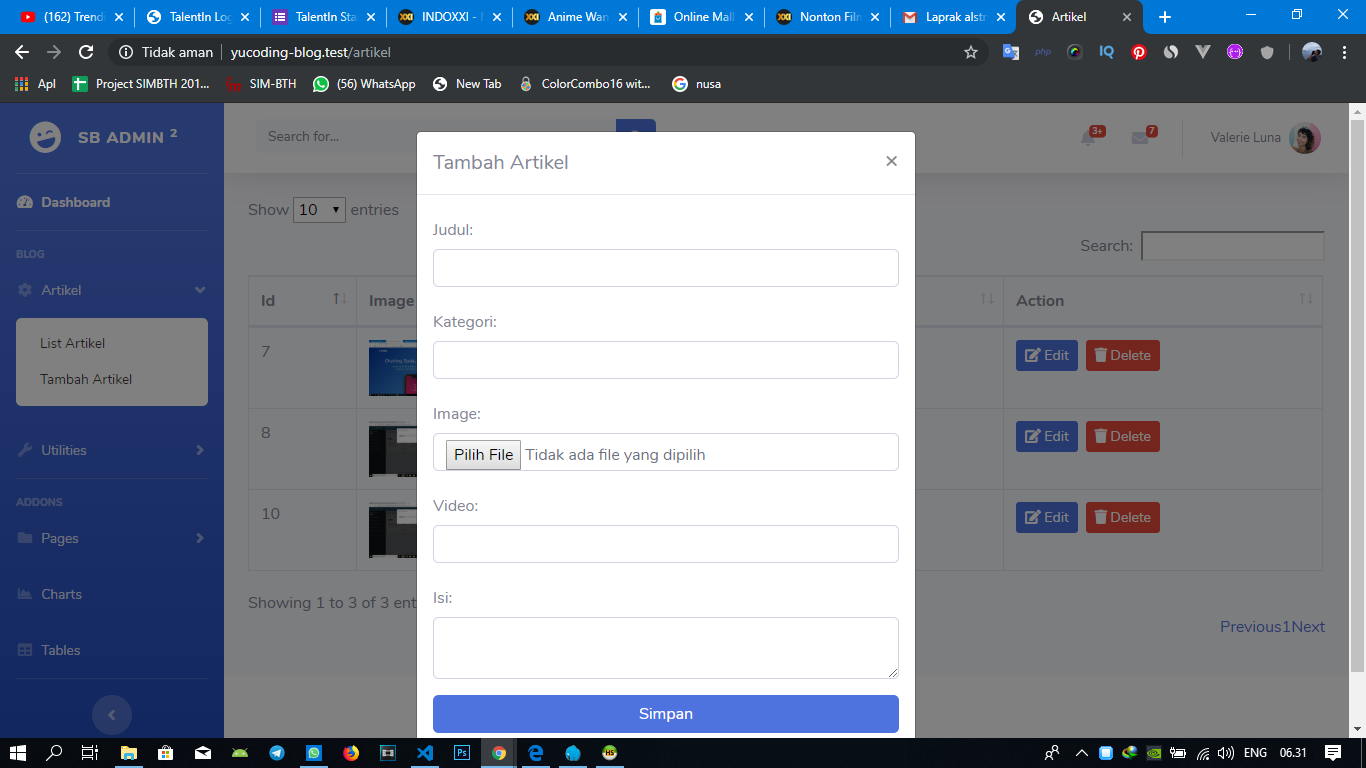 (162) Trendi
TalentIn Log
TalentIn Sta
INDOXXI - 
Anime Wan
Online Mall
Nonton Film
Laprak alstr
Artikel
Tidak aman yucoding-blog.test/artikel
Apl Project SIMBTH 201... SIM-BTH (56) WhatsApp New Tab ColorCombo16 wit... nusa
SB ADMIN 2
Search for...
3+ 7 Valerie Luna
Dashboard
BLOG
Artikel
List Artikel
Tambah Artikel
Utilities
ADDONS
Pages
Charts
Tables
Show 10 entries
Search:
Id Image Action
7 Edit Delete
8 Edit Delete
10 Edit Delete
Showing 1 to 3 of 3 ent
Previous1Next
Tambah Artikel
Judul:
Kategori:
Image:
Pilih File Tidak ada file yang dipilih
Video:
Isi:
Simpan
ENG 06.31